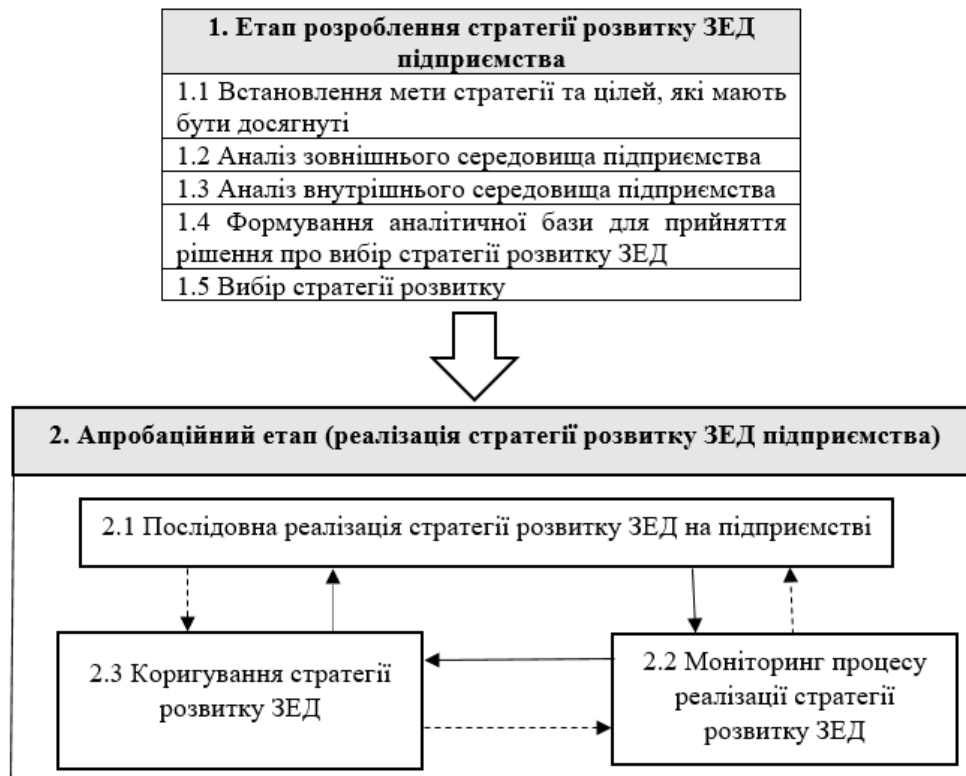 1. Етап розроблення стратегії розвитку ЗЕД
підприємства
1.1 Встановлення мети стратегії та цілей, які мають
бути досягнуті
1.2 Аналіз зовнішнього середовища підприємства
1.3 Аналіз внутрішнього середовища підприємства
1.4 Формування аналітичної бази для прийняття
рішення про вибір стратегії розвитку ЗЕД
1.5 Вибір стратегії розвитку
2. Апробаційний етап (реалізація стратегії розвитку ЗЕД підприємства)
2.1 Послідовна реалізація стратегії розвитку ЗЕД на підприємстві
2.3 Коригування стратегії
розвитку ЗЕД
2.2 Моніторинг процесу
реалізації стратегії
розвитку ЗЕД